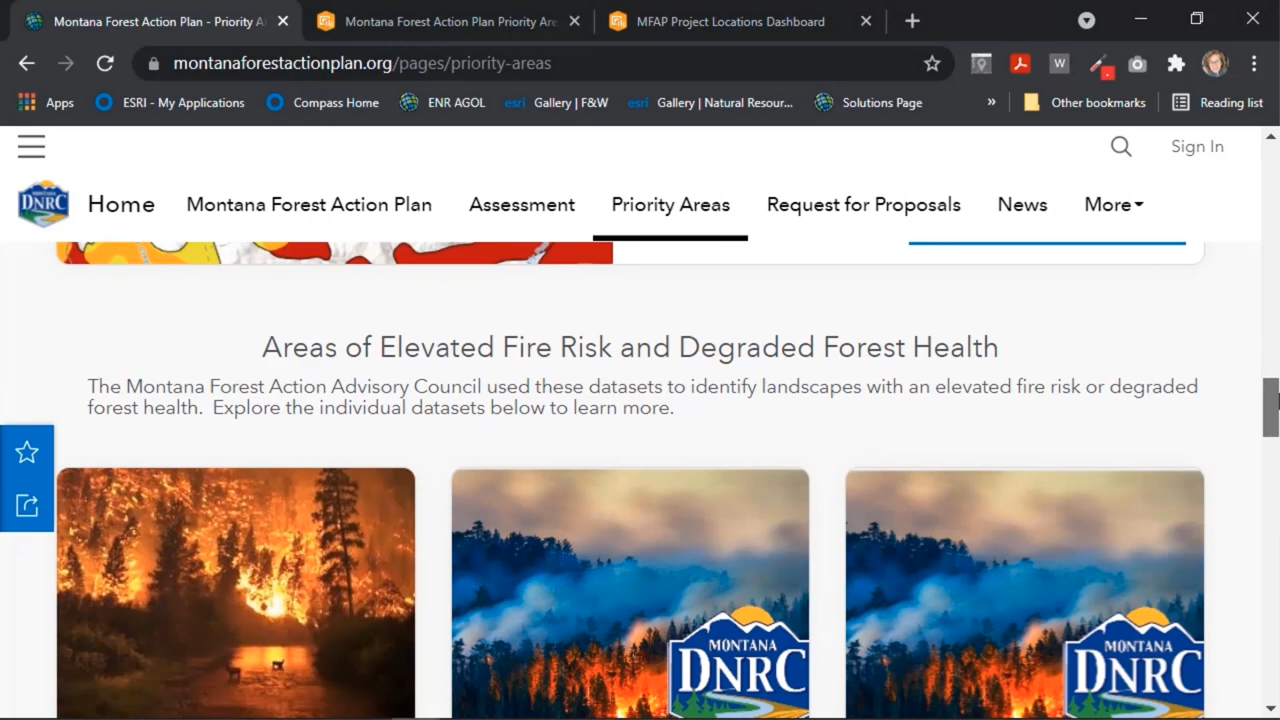 Montana Forest Action Plan - Priority A
Montana Forest Action Plan Priority Are
MFAP Project Locations Dashboard
montanaforestactionplan.org/pages/priority-areas
W
Apps
ESRI - My Applications
Compass Home
ENR AGOL
esri Gallery | F&W
esri Gallery | Natural Resour...
Solutions Page
»
Other bookmarks
Reading list
Sign In
MONTANA
DNRC
Home
Montana Forest Action Plan
Assessment
Priority Areas
Request for Proposals
News
More
Areas of Elevated Fire Risk and Degraded Forest Health
The Montana Forest Action Advisory Council used these datasets to identify landscapes with an elevated fire risk or degraded
forest health. Explore the individual datasets below to learn more.
MONTANA
DNRC
MONTANA
DNRC